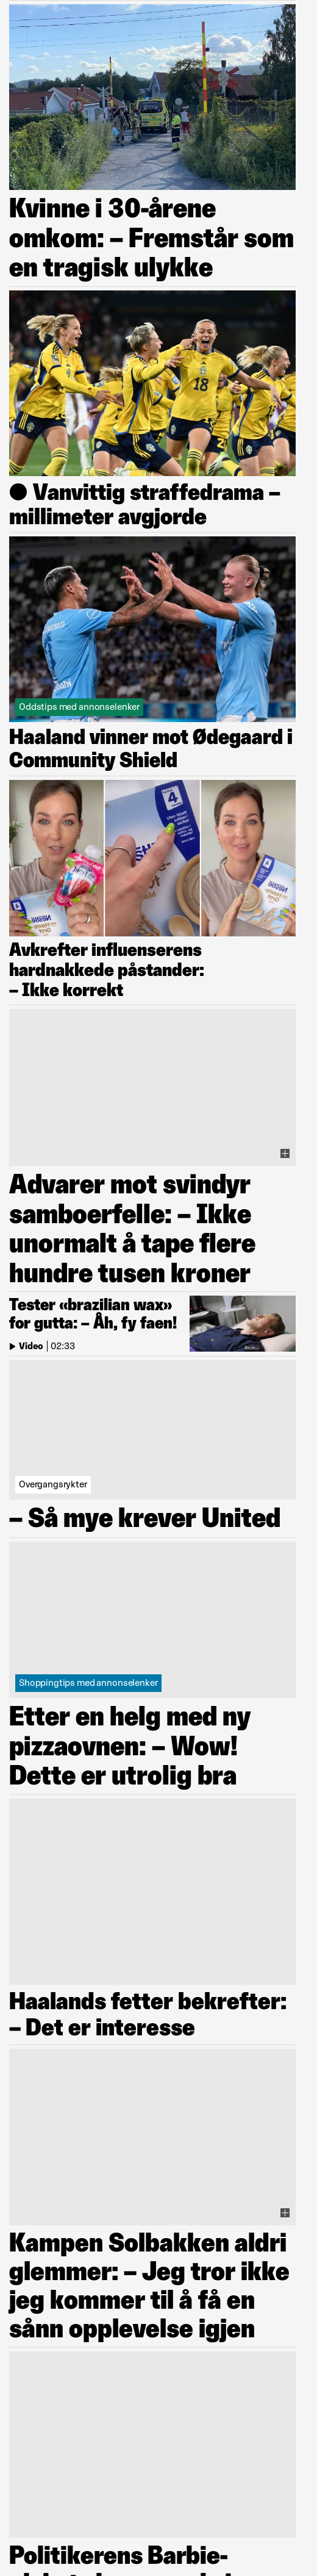 Kvinne i 30-årene
omkom: – Fremstår som
en tragisk ulykke
18
● Vanvittig straffedrama –
millimeter avgjorde
Oddstips med annonselenker
Haaland vinner mot Ødegaard i
Community Shield
4
Avkrefter influenserens
hardnakkede påstander:
– Ikke korrekt
Advarer mot svindyr
samboerfelle: – Ikke
unormalt å tape flere
hundre tusen kroner
Tester «brazilian wax»
for gutta: – Åh, fy faen!
Video | 02:33
Overgangsrykter
– Så mye krever United
Shoppingtips med annonselenker
Etter en helg med ny
pizzaovnen: – Wow!
Dette er utrolig bra
Haalands fetter bekrefter:
– Det er interesse
Kampen Solbakken aldri
glemmer: – Jeg tror ikke
jeg kommer til å få en
sånn opplevelse igjen
Politikerens Barbie-